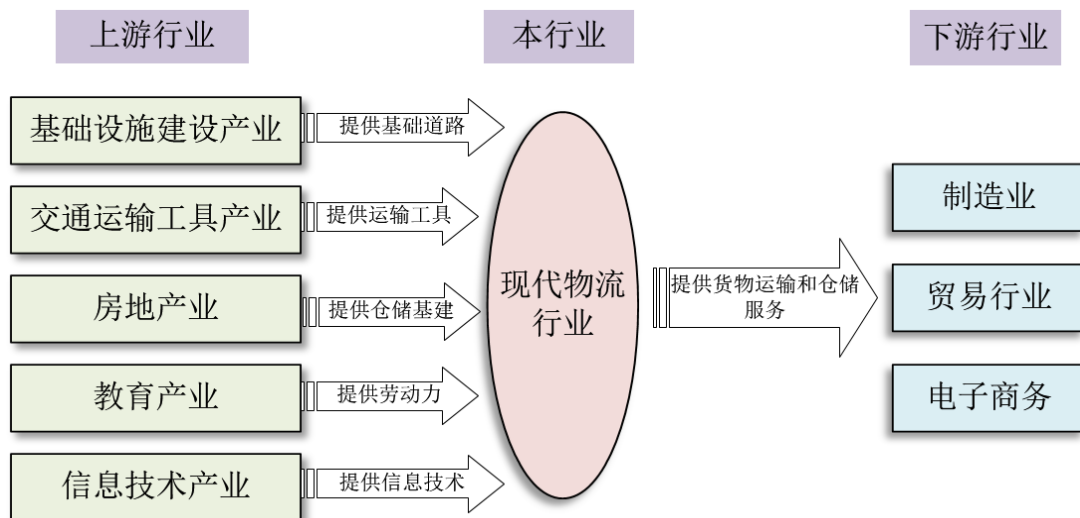 上游行业
本行业
下游行业
基础设施建设产业
提供基础道路
交通运输工具产业
提供运输工具
房地产业
提供仓储基建
教育产业
提供劳动力
信息技术产业
提供信息技术
现代物流
行业
提供货物运输和仓储
服务
制造业
贸易行业
电子商务